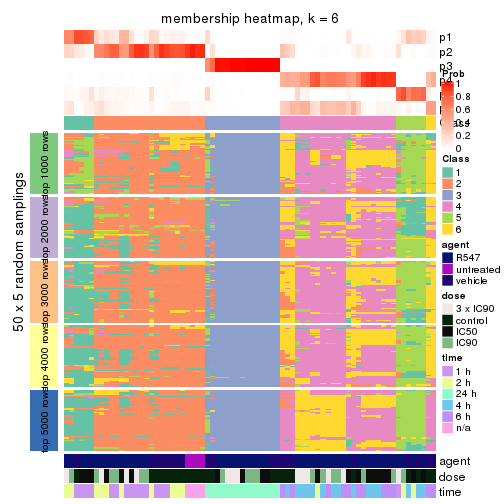 membership heatmap, k = 6
p1
p2
p3
p4
Prob
1
0.8
0.6
0.4
0.2
0
Class
1
2
3
4
5
6
agent
R547
untreated
vehicle
dose
3 x IC90
control
IC50
IC90
time
1 h
2 h
24 h
4 h
6 h
n/a
50 x 5 random samplings
top 1000 rows
top 2000 rows
top 3000 rows
top 4000 rows
top 5000 rows
agent
dose
time